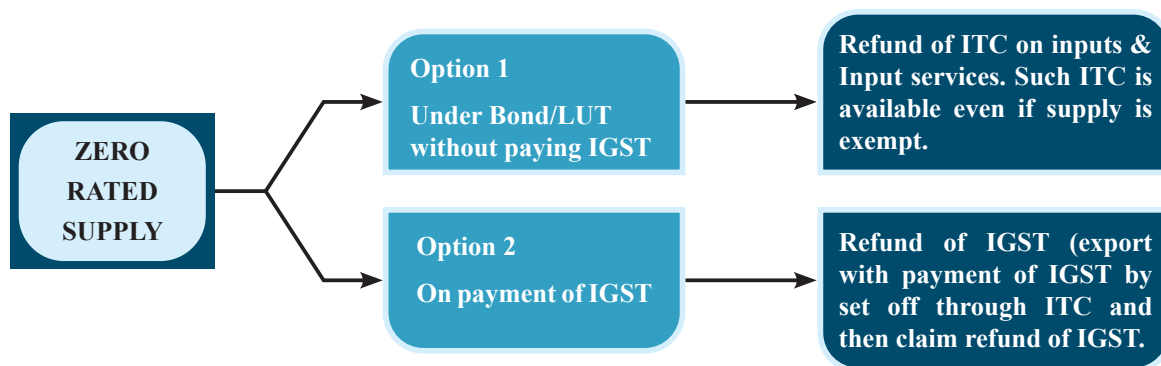 ZERO
RATED
SUPPLY
Option 1
Under Bond/LUT
without paying IGST
Refund of ITC on inputs &
Input services. Such ITC is
available even if supply is
exempt.
Option 2
On payment of IGST
Refund of IGST (export
with payment of IGST by
set off through ITC and
then claim refund of IGST.